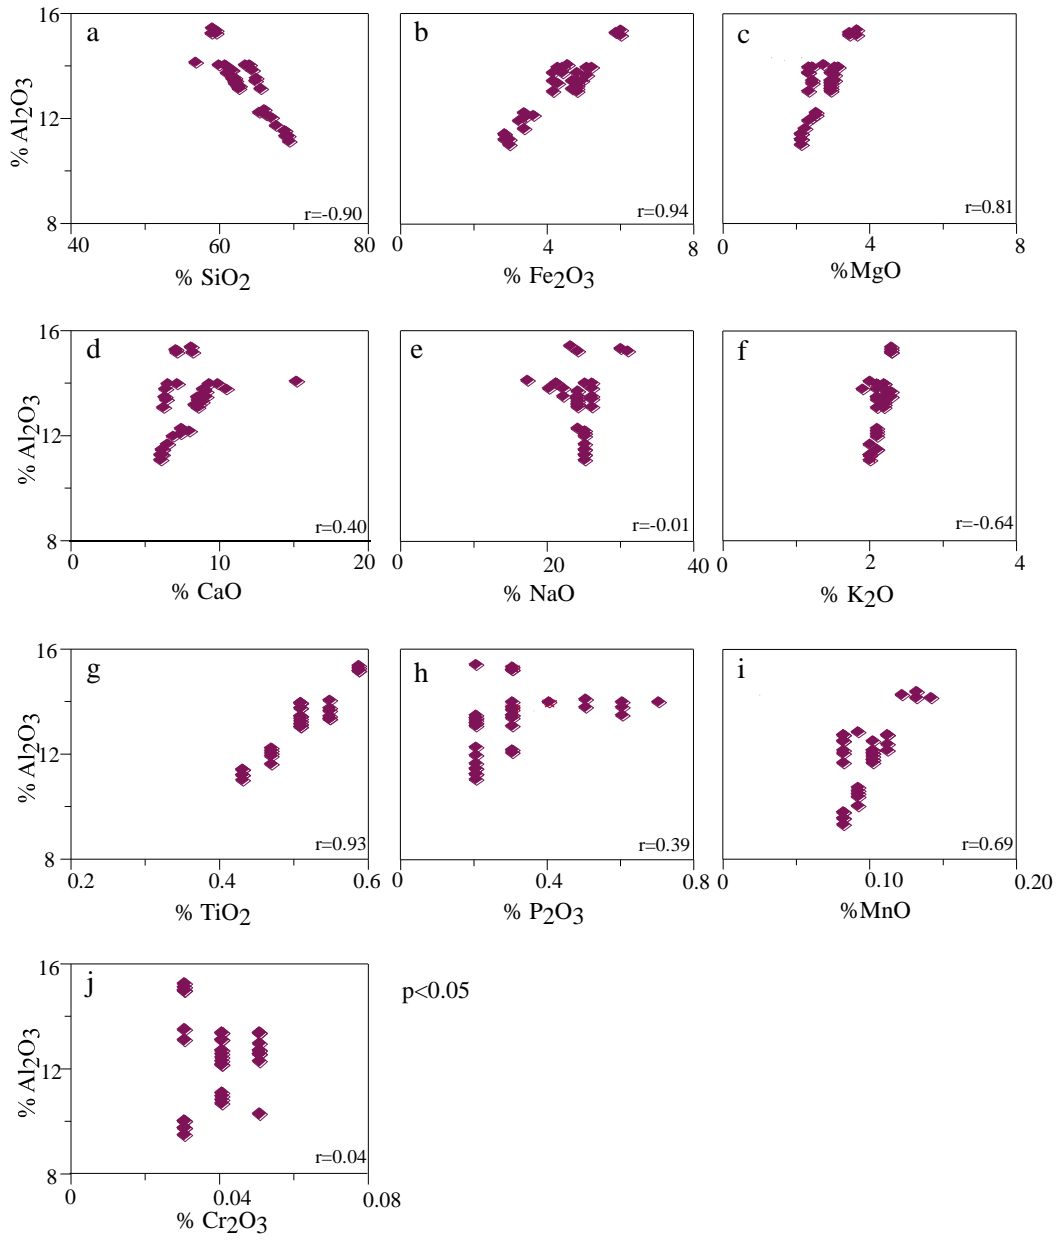 16
a
12
8
% Al2O3
r=-0.90
40
60
80
% SiO2
b
r=0.94
0
4
8
% Fe2O3
c
r=0.81
0
4
8
%MgO
16
d
12
8
% Al2O3
r=0.40
0
10
20
% CaO
e
r=-0.01
0
20
40
% NaO
f
r=-0.64
0
2
4
% K2O
16
g
12
8
% Al2O3
r=0.93
0.2
0.4
0.6
% TiO2
h
r=0.39
0
0.4
0.8
% P2O3
i
r=0.69
0
0.10
0.20
%MnO
16
j
12
8
% Al2O3
r=0.04
0
0.04
0.08
% Cr2O3
p<0.05